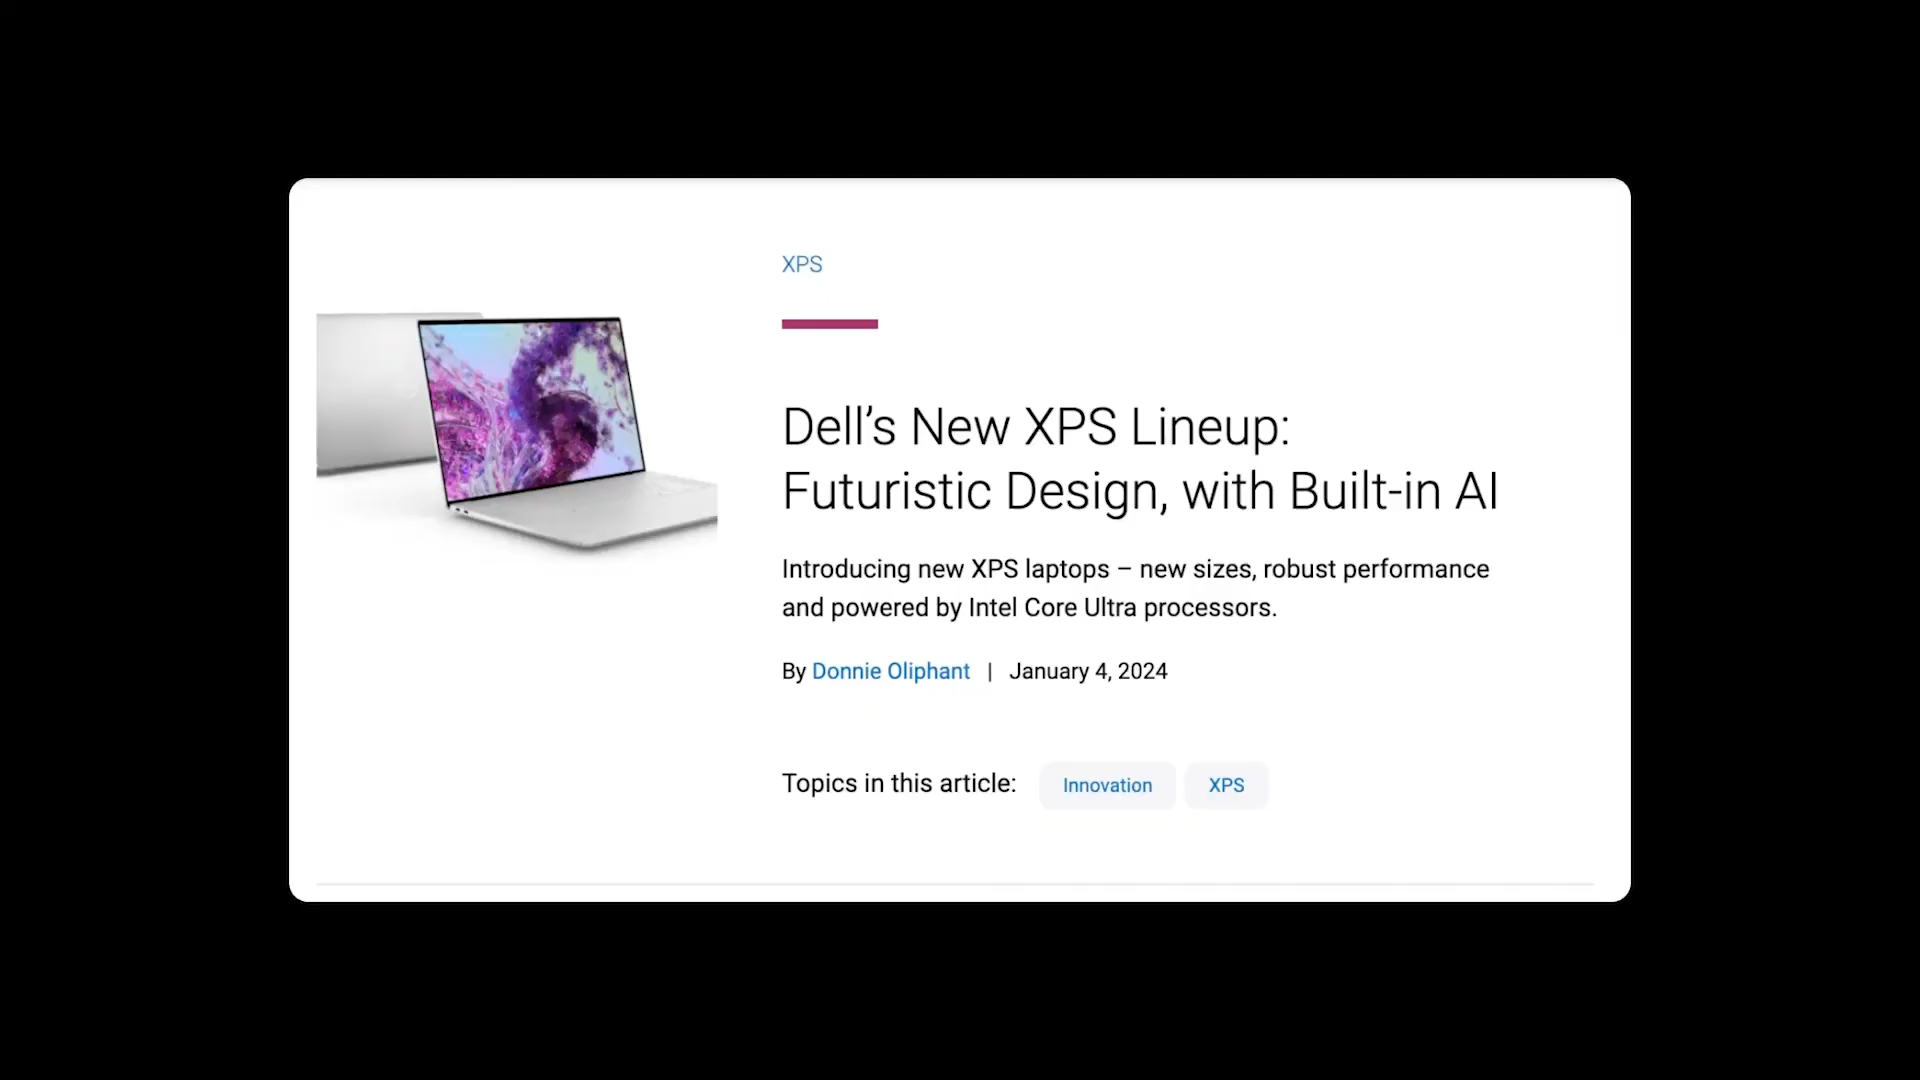 XPS
Dell’s New XPS Lineup:
Futuristic Design, with Built-in AI
Introducing new XPS laptops – new sizes, robust performance
and powered by Intel Core Ultra processors.
By Donnie Oliphant | January 4, 2024
Topics in this article: Innovation XPS